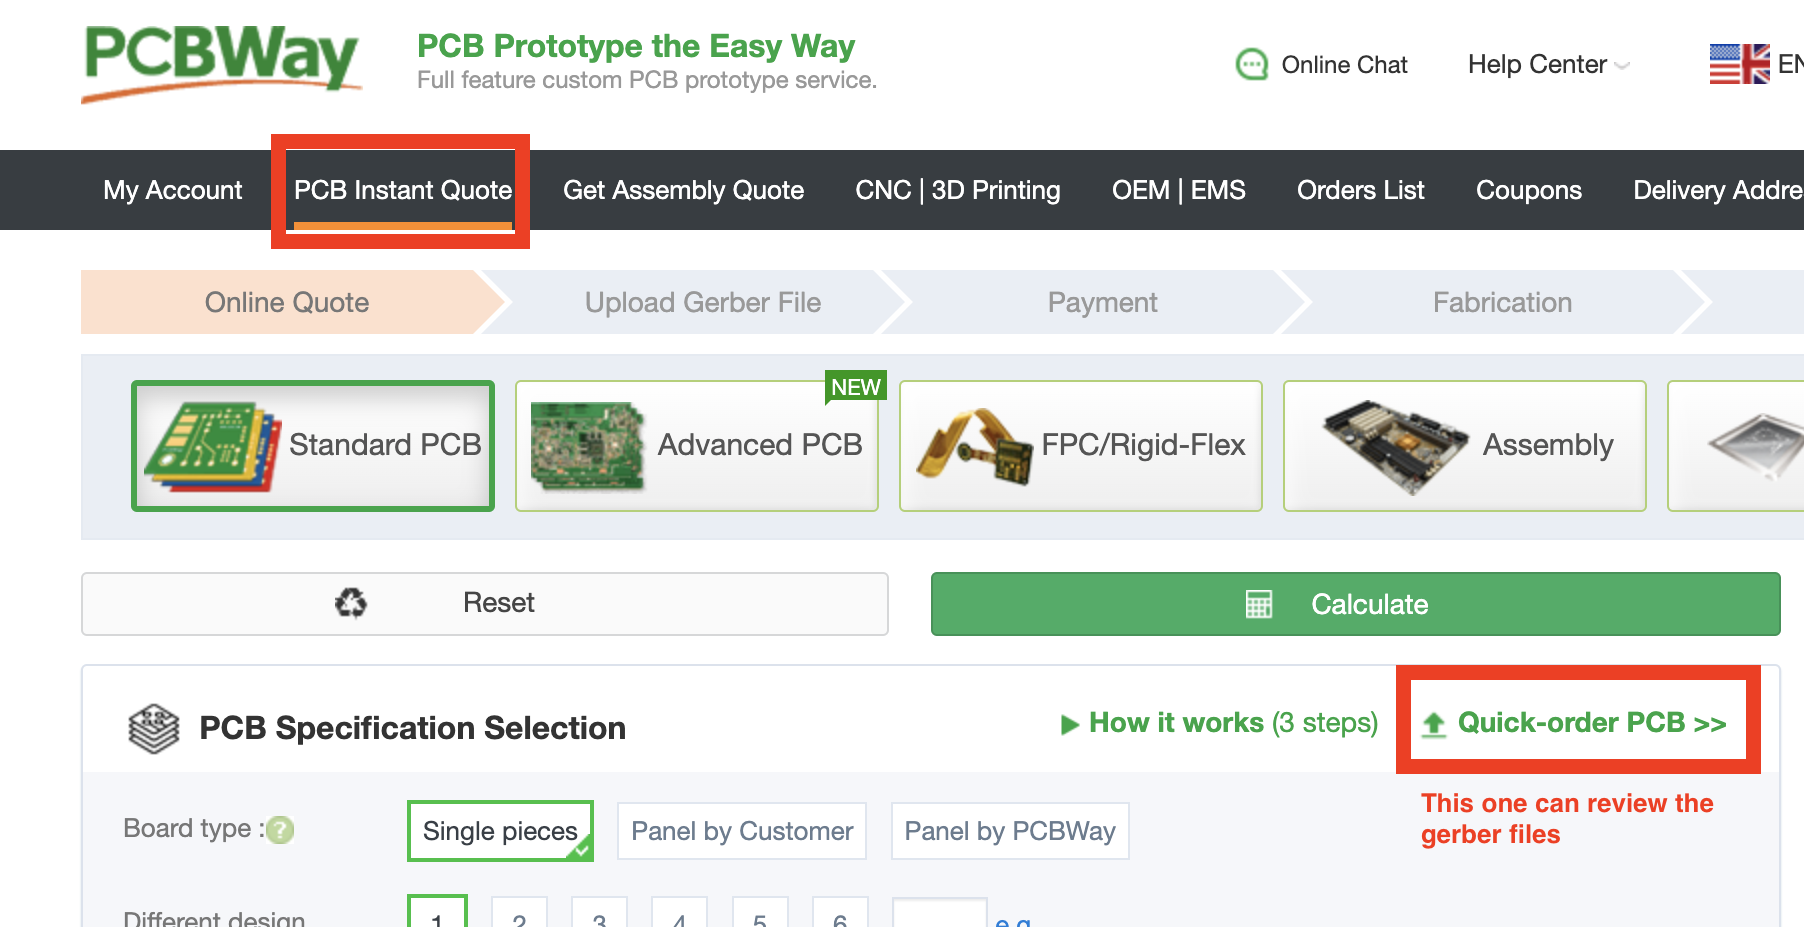 PCBWay
PCB Prototype the Easy Way
Full feature custom PCB prototype service.
Online Chat
Help Center
EN
My Account
PCB Instant Quote
Get Assembly Quote
CNC | 3D Printing
OEM | EMS
Orders List
Coupons
Delivery Addre
Online Quote
Upload Gerber File
Payment
Fabrication
Standard PCB
NEW
Advanced PCB
FPC/Rigid-Flex
Assembly
Reset
Calculate
PCB Specification Selection
How it works (3 steps)
Quick-order PCB >>
This one can review the
gerber files
Board type :?
Single pieces
Panel by Customer
Panel by PCBWay
Different design
1
2
3
4
5
6
e.g.